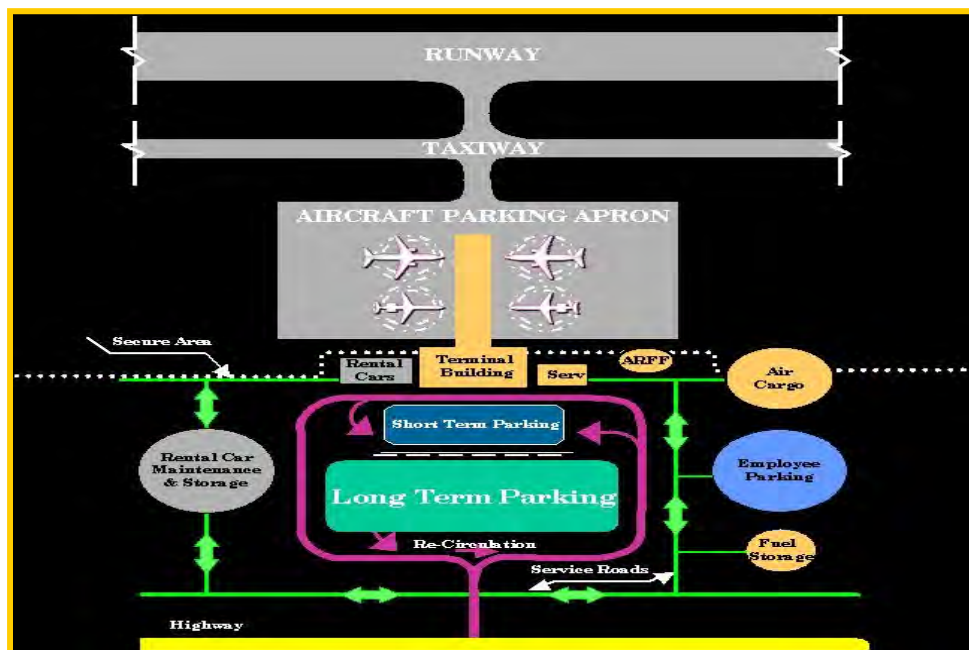 RUNWAY
TAXIWAY
AIRCRAFT PARKING APRON
Secure Area
Rental
Cars
Terminal
Building
Serv
ARFF
Air
Cargo
Short Term Parking
Rental Car
Maintenance
& Storage
Long Term Parking
Employee
Parking
Re-Circulation
Fuel
Storage
Service Roads
Highway